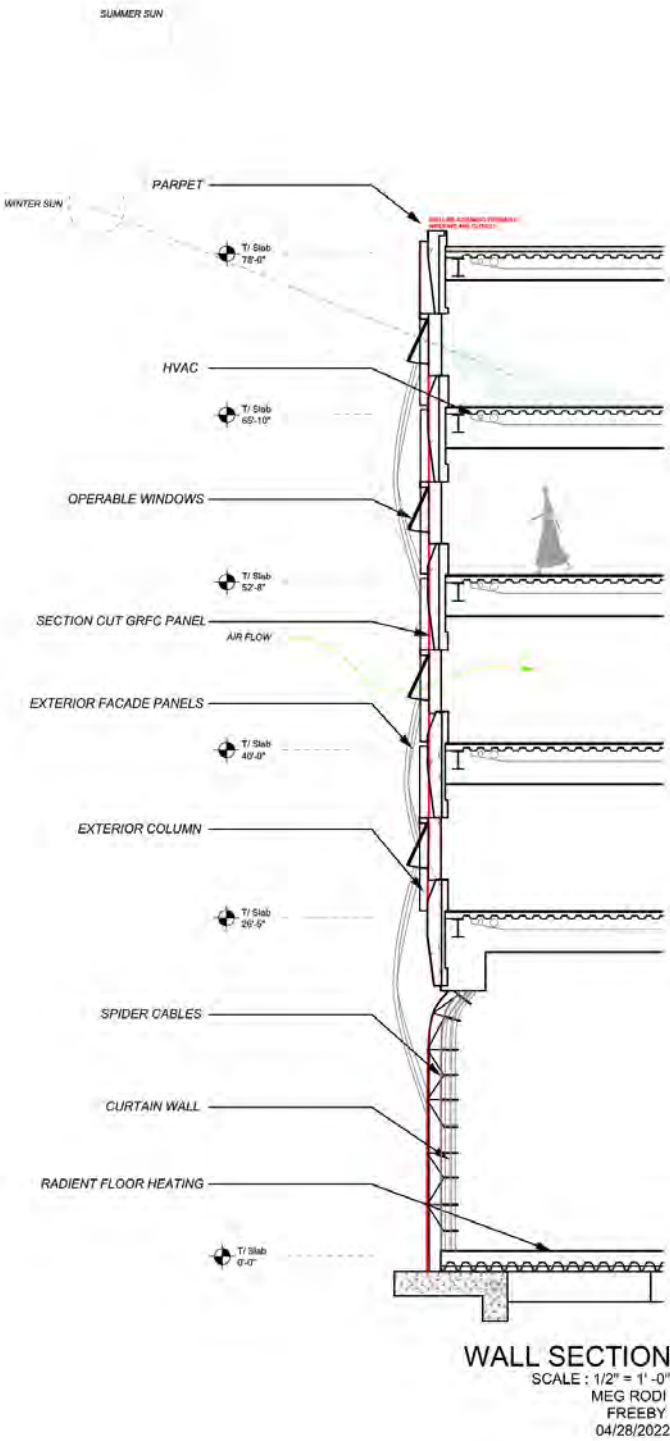 SUMMER SUN
PARPET
WINTER SUN
T/ Slab
78'-0"
HVAC
T/ Slab
65'-10"
OPERABLE WINDOWS
T/ Slab
52'-8"
SECTION CUT GRFC PANEL
AIR FLOW
EXTERIOR FACADE PANELS
T/ Slab
40'-0"
EXTERIOR COLUMN
T/ Slab
26'-5"
SPIDER CABLES
CURTAIN WALL
RADIENT FLOOR HEATING
T/ Slab
0'-0"
WALL SECTION
SCALE : 1/2" = 1' -0"
MEG RODI
FREEBY
04/28/2022